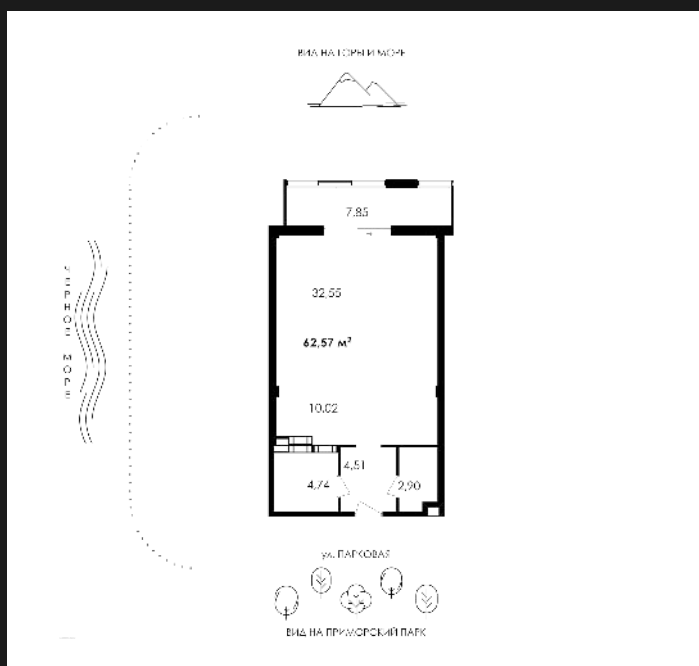 ВИД НА ГОРЫ И МОРЕ
7,85
32,55
ЧЕРНОЕ МОРЕ
62,57 м²
10,02
4,51
4,74
2,90
ул. ПАРКОВАЯ
ВИД НА ПРИМОРСКИЙ ПАРК